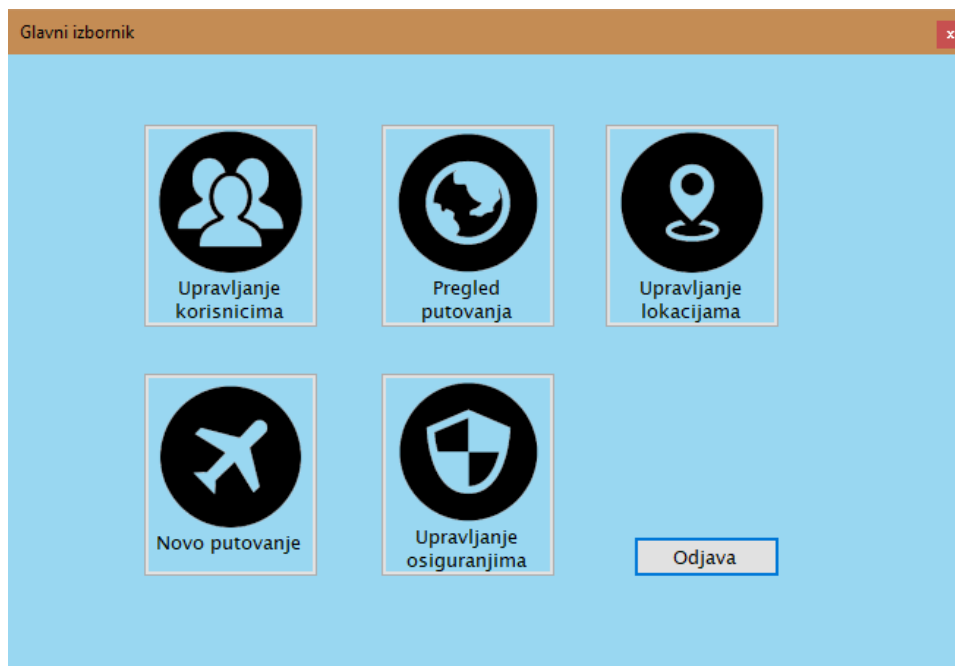 Glavni izbornik
x
Upravljanje
korisnicima
Pregled
putovanja
Upravljanje
lokacijama
Novo putovanje
Upravljanje
osiguranjima
Odjava